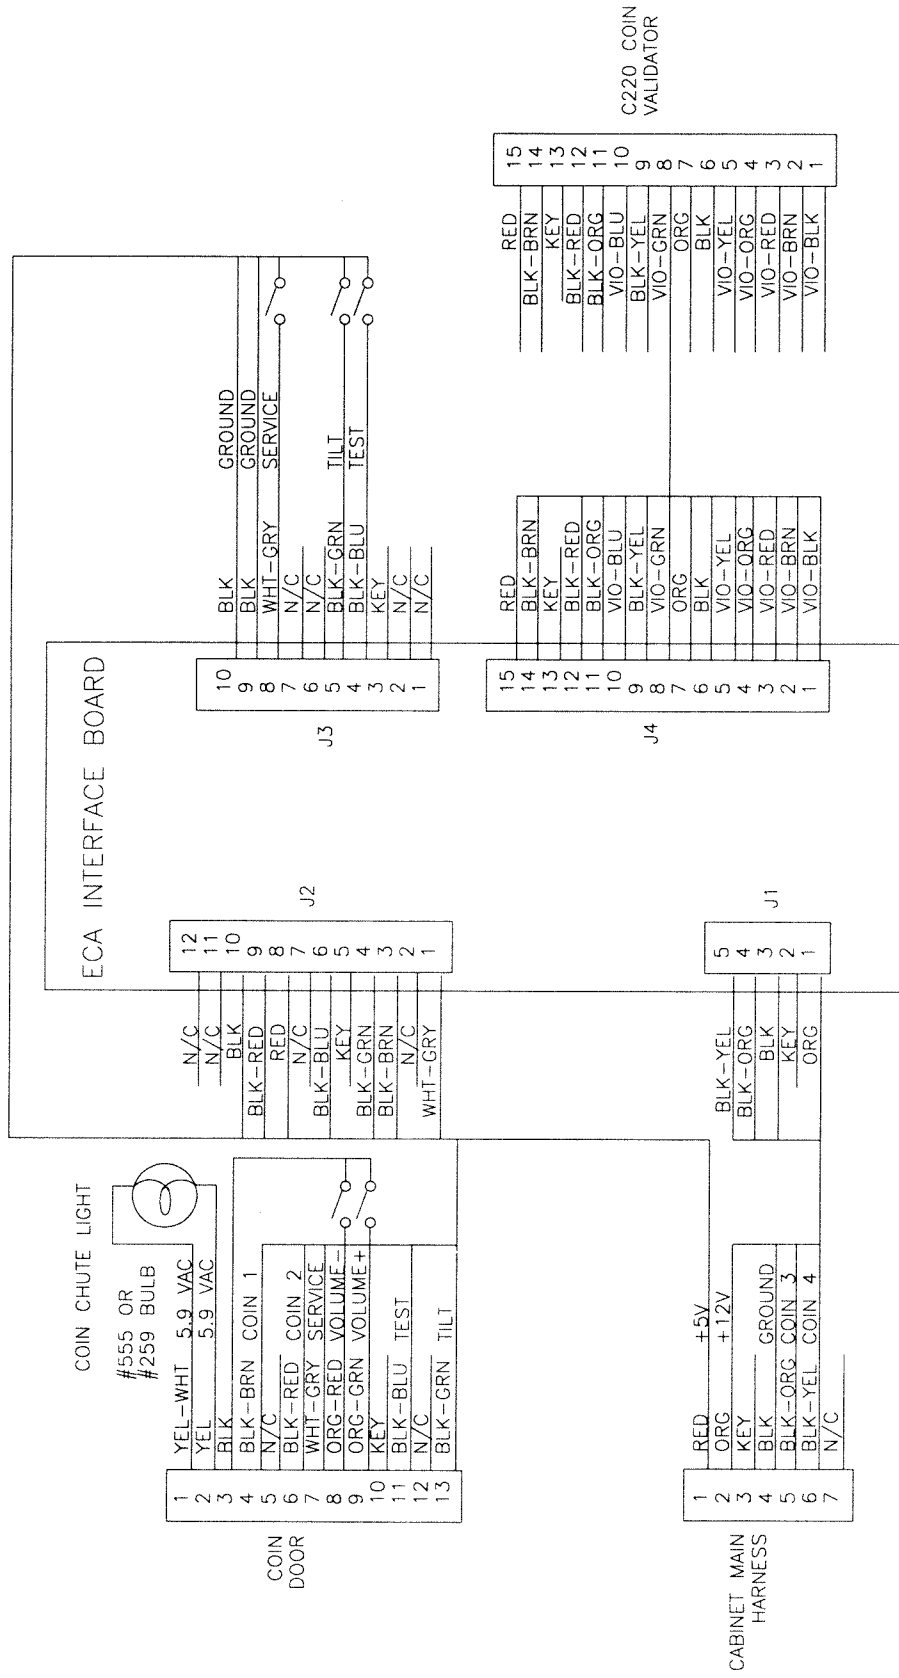 COIN CHUTE LIGHT
#555 OR
#259 BULB
COIN
DOOR
1 YEL-WHT 5.9 VAC
2 YEL 5.9 VAC
3 BLK
4 BLK-BRN COIN 1
5 N/C
6 BLK-RED COIN 2
7 WHT-GRY SERVICE
8 ORG-RED VOLUME-
9 ORG-GRN VOLUME+
10 KEY
11 BLK-BLU TEST
12 N/C
13 BLK-GRN TILT
CABINET MAIN
HARNESS
1 RED +5V
2 ORG +12V
3 KEY
4 BLK GROUND
5 BLK-ORG COIN 3
6 BLK-YEL COIN 4
7 N/C
ECA INTERFACE BOARD
J2
N/C 12
N/C 11
BLK 10
BLK-RED 9
RED 8
N/C 7
BLK-BLU 6
KEY 5
BLK-GRN 4
BLK-BRN 3
N/C 2
WHT-GRY 1
J1
BLK-YEL 5
BLK-ORG 4
BLK 3
KEY 2
ORG 1
J3
10 BLK GROUND
9 BLK GROUND
8 WHT-GRY SERVICE
7 N/C
6 N/C
5 BLK-GRN TILT
4 BLK-BLU TEST
3 KEY
2 N/C
1 N/C
J4
15 RED
14 BLK-BRN
13 KEY
12 BLK-RED
11 BLK-ORG
10 VIO-BLU
9 BLK-YEL
8 VIO-GRN
7 ORG
6 BLK
5 VIO-YEL
4 VIO-ORG
3 VIO-RED
2 VIO-BRN
1 VIO-BLK
C220 COIN
VALIDATOR
RED 15
BLK-BRN 14
KEY 13
BLK-RED 12
BLK-ORG 11
VIO-BLU 10
BLK-YEL 9
VIO-GRN 8
ORG 7
BLK 6
VIO-YEL 5
VIO-ORG 4
VIO-RED 3
VIO-BRN 2
VIO-BLK 1